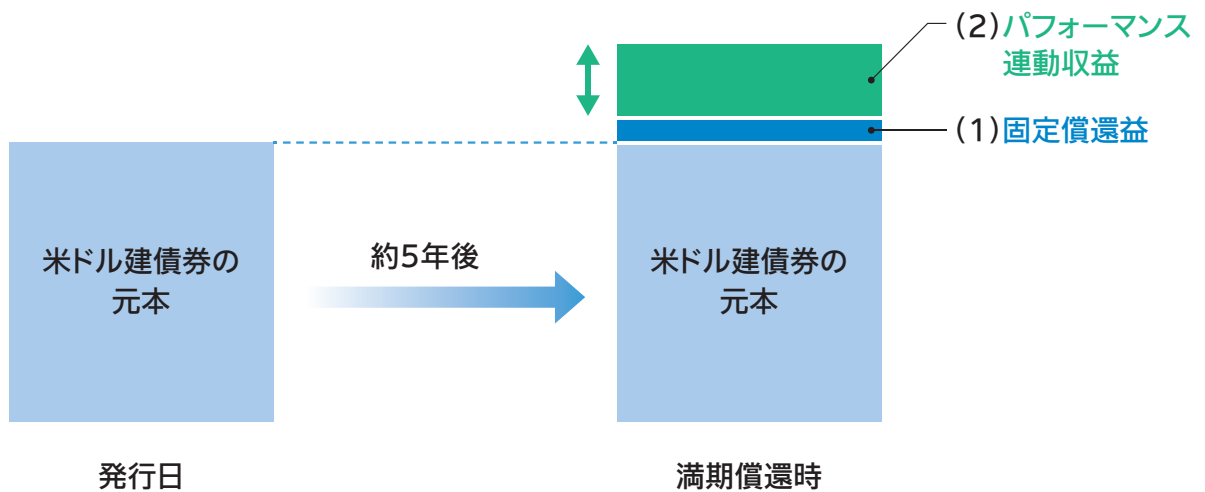 (2)パフォーマンス
連動収益
(1)固定償還益
米ドル建債券の
元本
約5年後
米ドル建債券の
元本
発行日
満期償還時